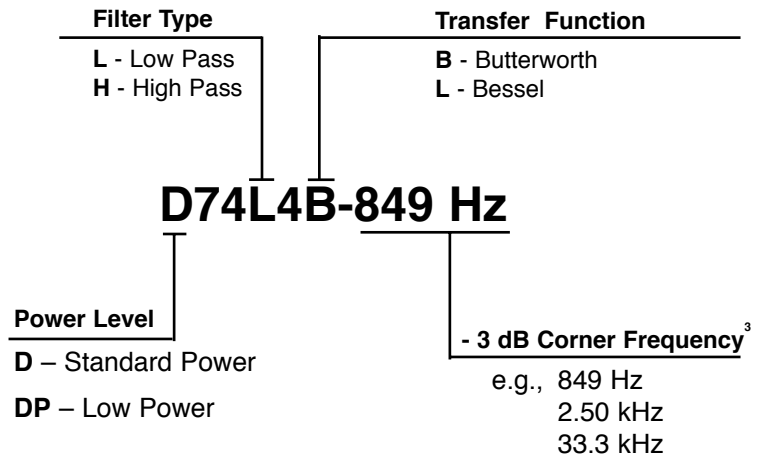 Filter Type
L - Low Pass
H - High Pass
Transfer Function
B - Butterworth
L - Bessel
D74L4B-849 Hz
Power Level
D – Standard Power
DP – Low Power
- 3 dB Corner Frequency3
e.g., 849 Hz
2.50 kHz
33.3 kHz